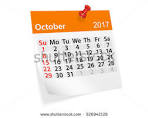 October 2017
Su Mo Tu We Th Fr Sa
1 2 3 4 5 6 7
8 9 10 11 12 13 14
15 16 17 18 19 20 21
22 23 24 25 26 27 28
29 30 31
www.shutterstock.com · 526942126